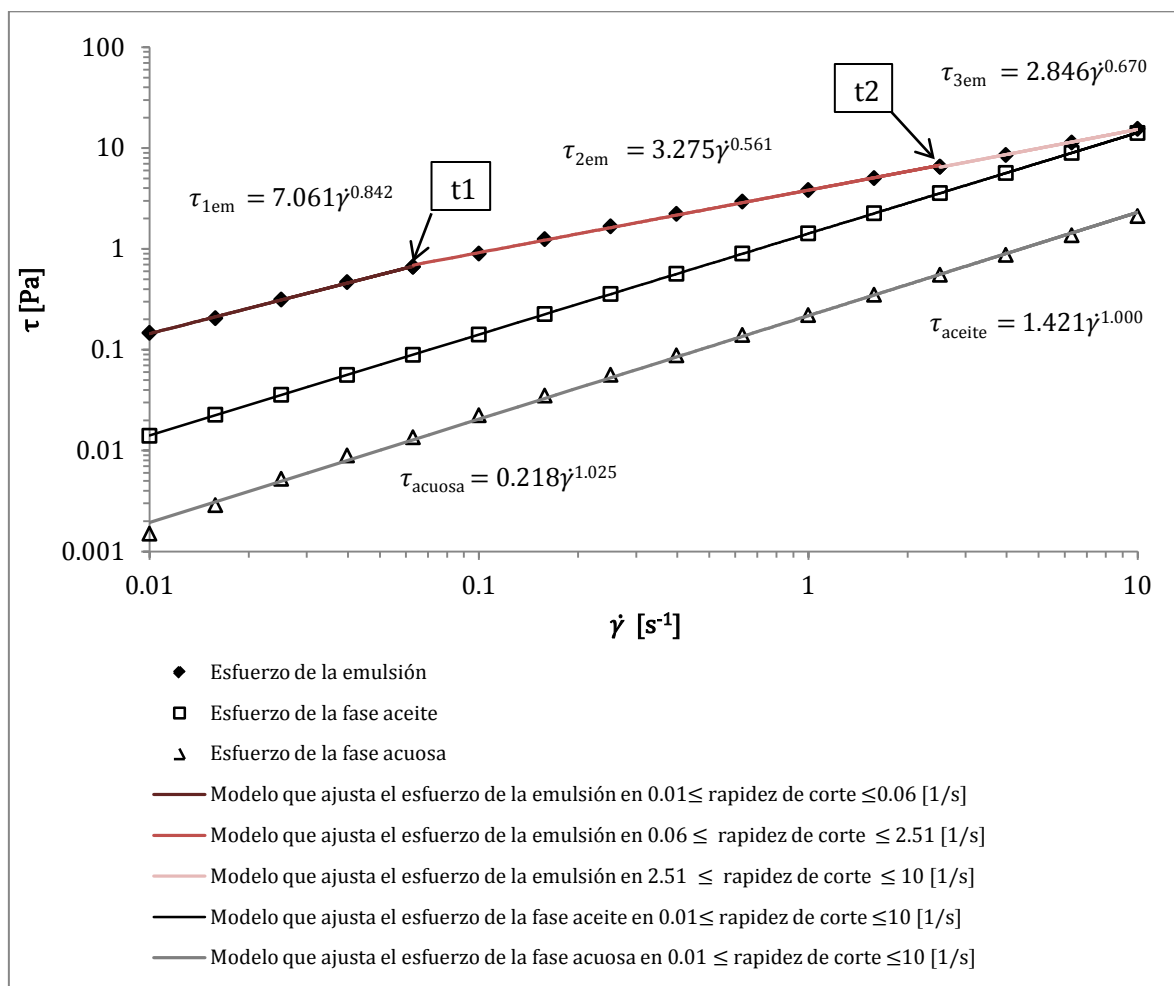 100
10
1
0.1
0.01
0.001
τ [Pa]
τ₃ₑₘ = 2.846γ̇^0.670
t2
τ₂ₑₘ = 3.275γ̇^0.561
t1
τ₁ₑₘ = 7.061γ̇^0.842
τaceite = 1.421γ̇^1.000
τacuosa = 0.218γ̇^1.025
0.01 0.1 1 10
γ̇ [s⁻¹]
Esfuerzo de la emulsión
Esfuerzo de la fase aceite
Esfuerzo de la fase acuosa
Modelo que ajusta el esfuerzo de la emulsión en 0.01≤ rapidez de corte ≤0.06 [1/s]
Modelo que ajusta el esfuerzo de la emulsión en 0.06 ≤ rapidez de corte ≤ 2.51 [1/s]
Modelo que ajusta el esfuerzo de la emulsión en 2.51 ≤ rapidez de corte ≤ 10 [1/s]
Modelo que ajusta el esfuerzo de la fase aceite en 0.01≤ rapidez de corte ≤10 [1/s]
Modelo que ajusta el esfuerzo de la fase acuosa en 0.01 ≤ rapidez de corte ≤10 [1/s]